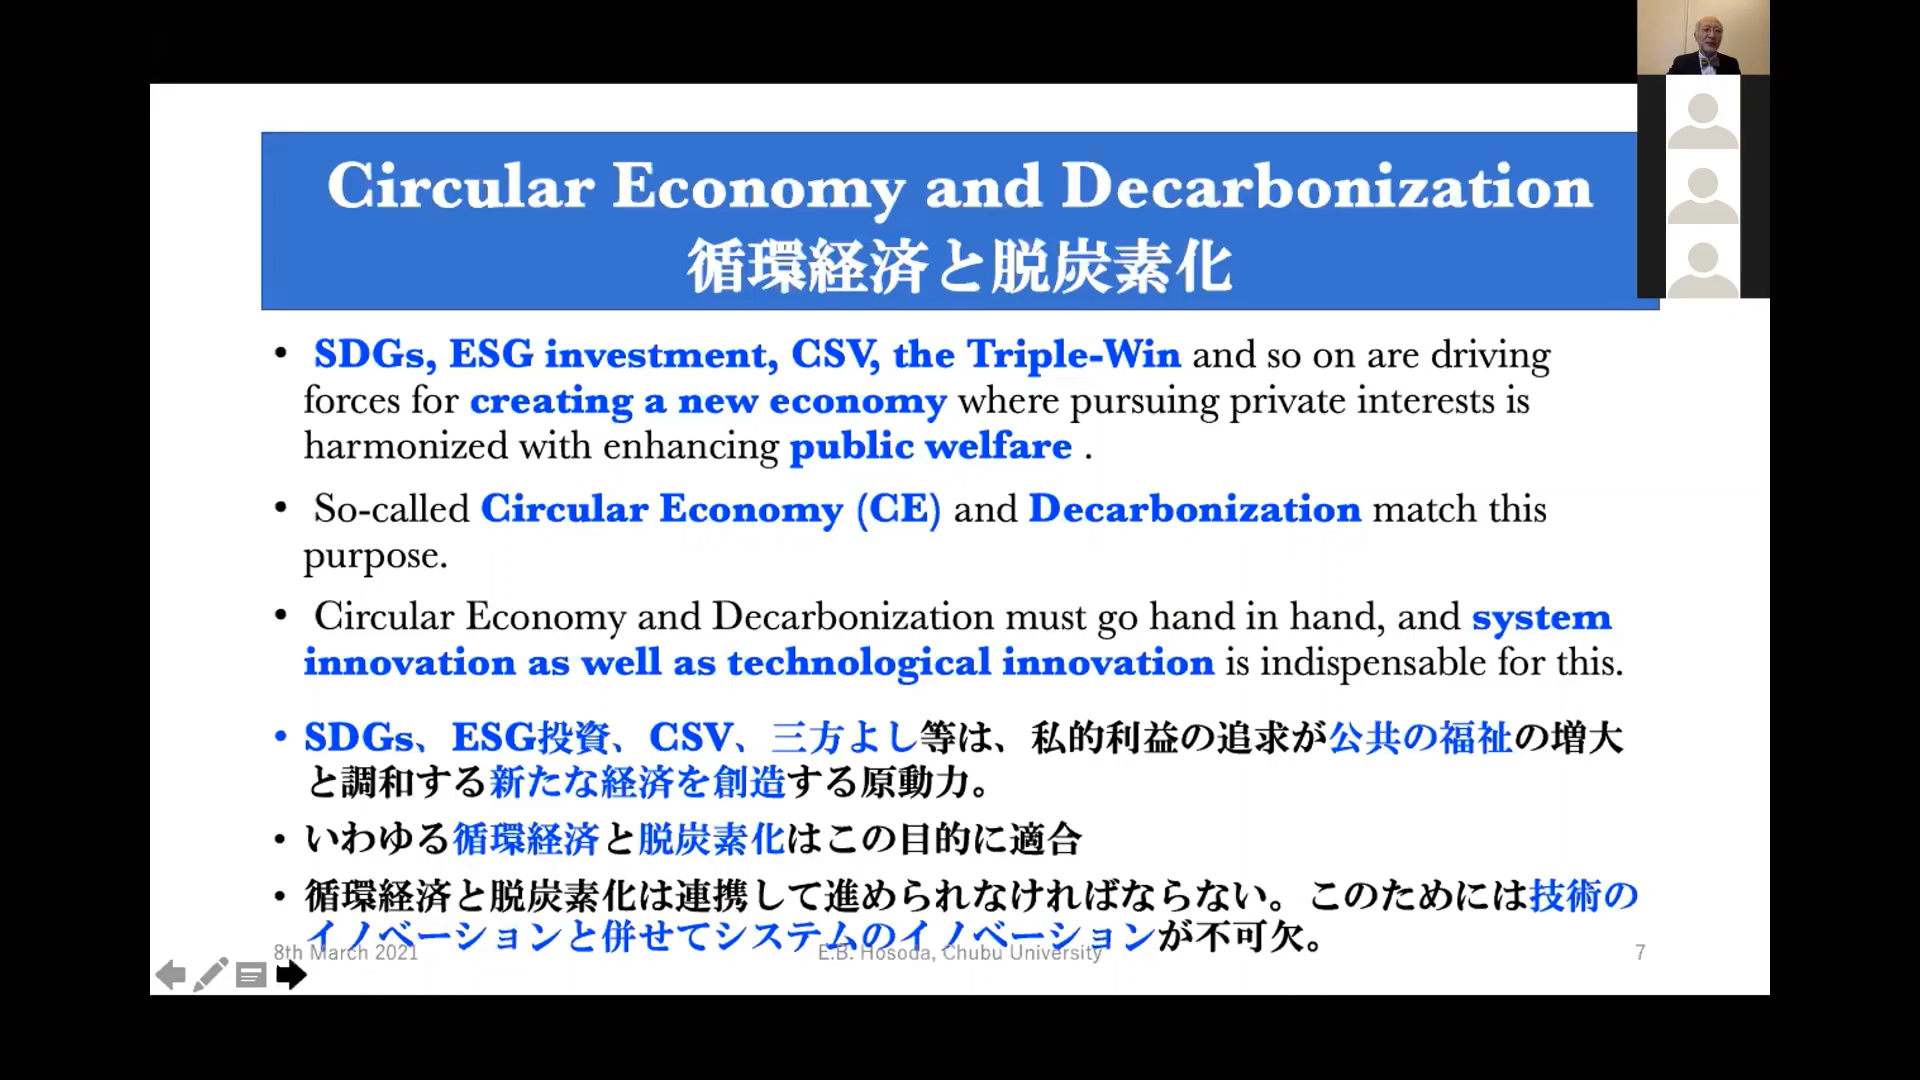 Circular Economy and Decarbonization
循環経済と脱炭素化
• SDGs, ESG investment, CSV, the Triple-Win and so on are driving
forces for creating a new economy where pursuing private interests is
harmonized with enhancing public welfare .
• So-called Circular Economy (CE) and Decarbonization match this
purpose.
• Circular Economy and Decarbonization must go hand in hand, and system
innovation as well as technological innovation is indispensable for this.
• SDGs、ESG投資、CSV、三方よし等は、私的利益の追求が公共の福祉の増大
と調和する新たな経済を創造する原動力。
• いわゆる循環経済と脱炭素化はこの目的に適合
• 循環経済と脱炭素化は連携して進められなければならない。このためには技術の
イノベーションと併せてシステムのイノベーションが不可欠。
8th March 2021
E.B. Hosoda, Chubu University
7